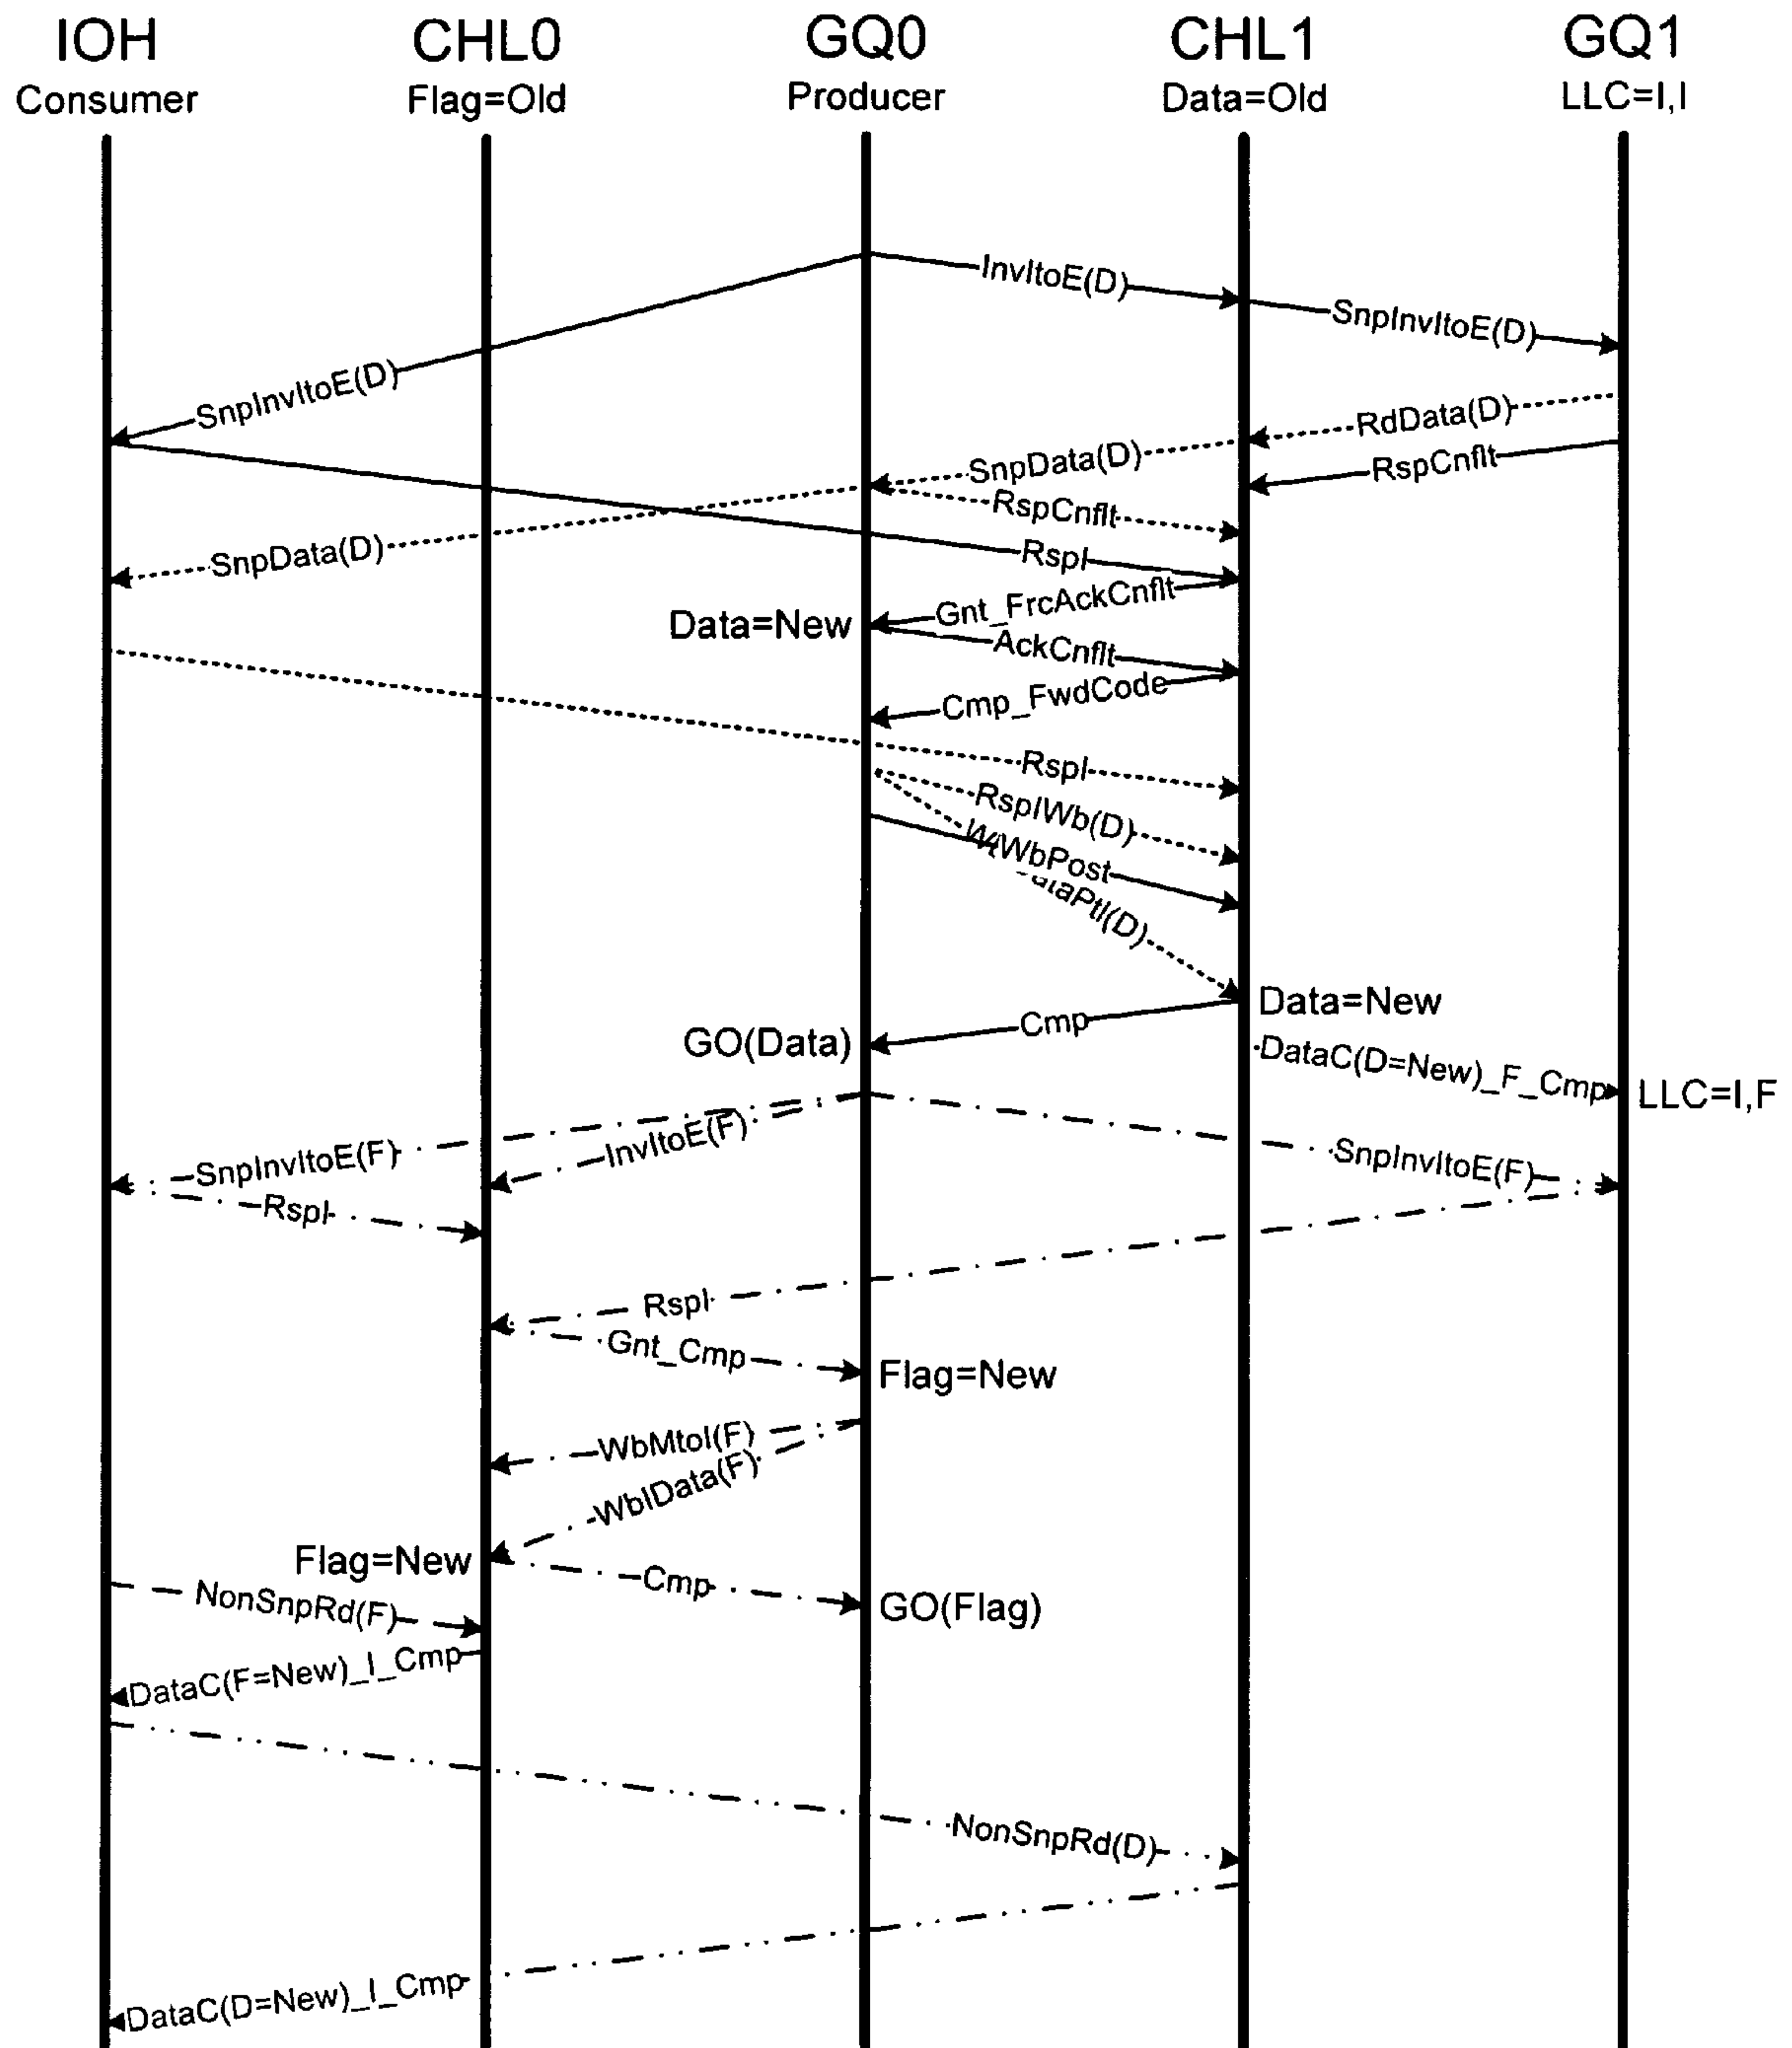 IOH
CHL0
GQ0
CHL1
GQ1
Consumer
Flag=Old
Producer
Data=Old
LLC=I,I
InvItoE(D)
SnpInvItoE(D)
SnpInvItoE(D)
RdData(D)
SnpData(D)
RspCnflt
RspCnflt
SnpData(D)
RspI
Gnt_FrcAckCnflt
Data=New
AckCnflt
Cmp_FwdCode
RspI
RspIWb(D)
WtWbPost
ataPtl(D)
Data=New
Cmp
GO(Data)
DataC(D=New)_F_Cmp
LLC=I,F
InvItoE(F)
SnpInvItoE(F)
SnpInvItoE(F)
RspI
RspI
Gnt_Cmp
Flag=New
WbMtoI(F)
WbIData(F)
Flag=New
Cmp
NonSnpRd(F)
GO(Flag)
DataC(F=New)_I_Cmp
NonSnpRd(D)
DataC(D=New)_I_Cmp